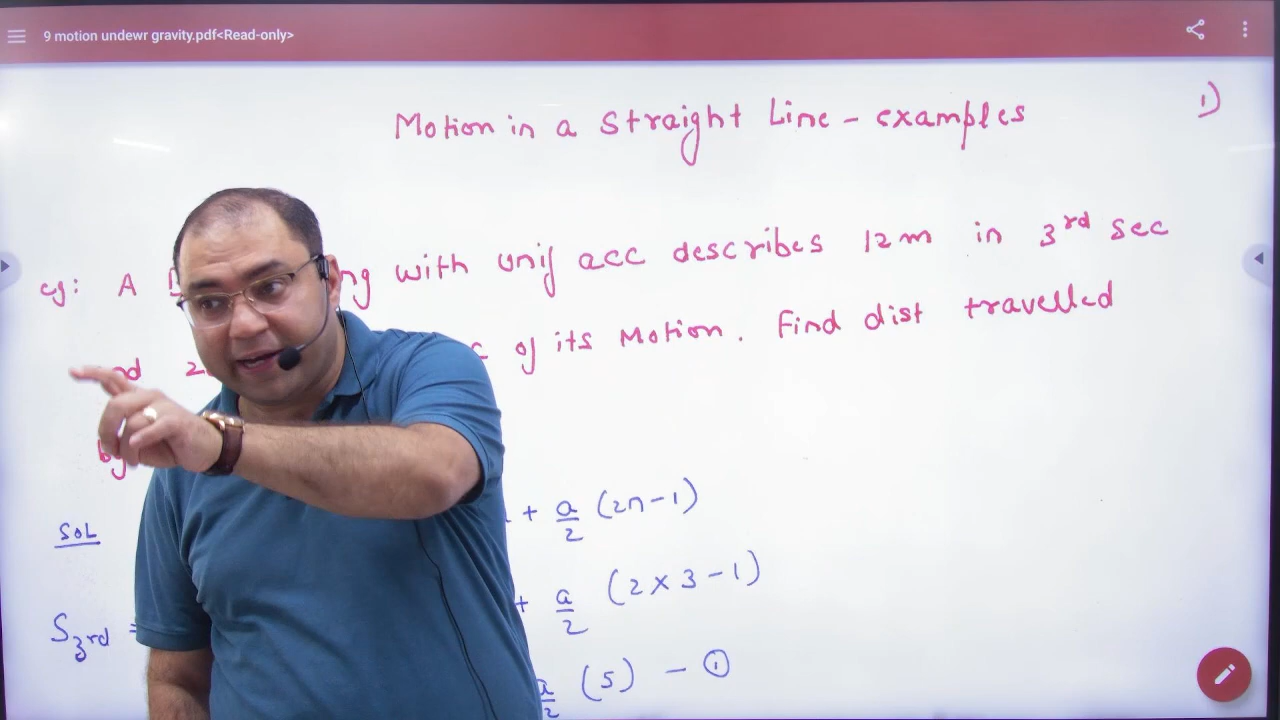 9 motion undewr gravity.pdf<Read-only>
Motion in a Straight Line - examples
1)
eg: A ng with unif acc describes 12m in 3rd sec
of its Motion. Find dist travelled
by
SOL + a/2 (2n-1)
S3rd = + a/2 (2x3-1)
a/2 (5) - ①